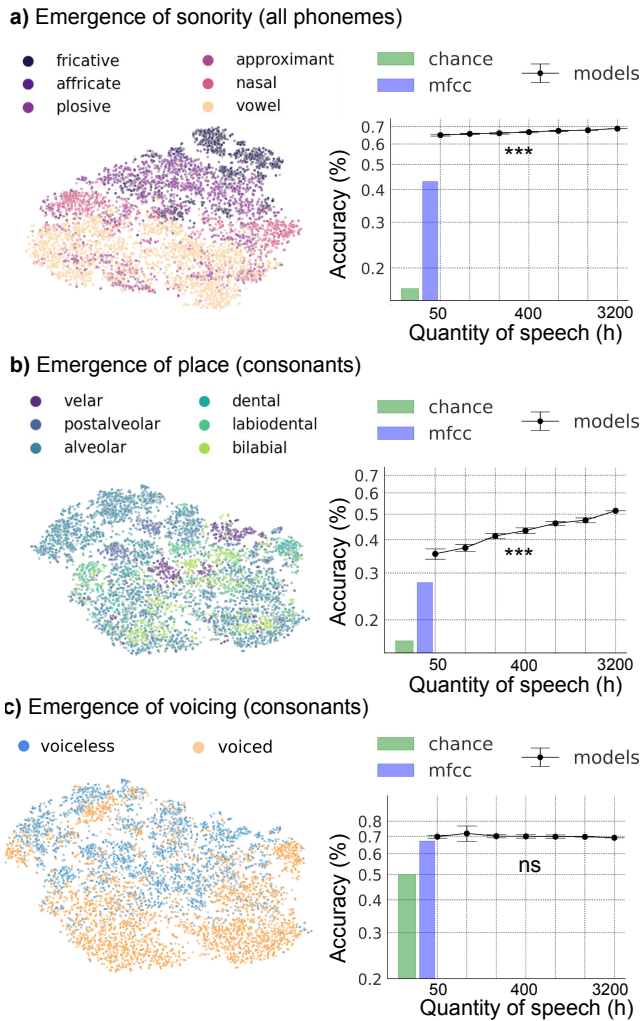 a) Emergence of sonority (all phonemes)
fricative
affricate
plosive
approximant
nasal
vowel
chance
mfcc
models
Accuracy (%)
0.7
0.6
0.4
0.3
0.2
***
50
400
3200
Quantity of speech (h)
b) Emergence of place (consonants)
velar
postalveolar
alveolar
dental
labiodental
bilabial
chance
mfcc
models
Accuracy (%)
0.7
0.6
0.5
0.4
0.3
0.2
***
50
400
3200
Quantity of speech (h)
c) Emergence of voicing (consonants)
voiceless
voiced
chance
mfcc
models
Accuracy (%)
0.8
0.7
0.6
0.5
0.4
0.3
0.2
ns
50
400
3200
Quantity of speech (h)